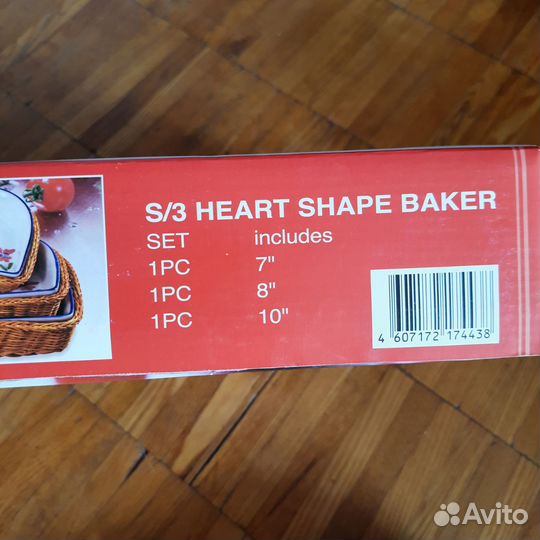 S/3 HEART SHAPE BAKER
SET includes
1PC 7"
1PC 8"
1PC 10"
4 607172 174438
Avito